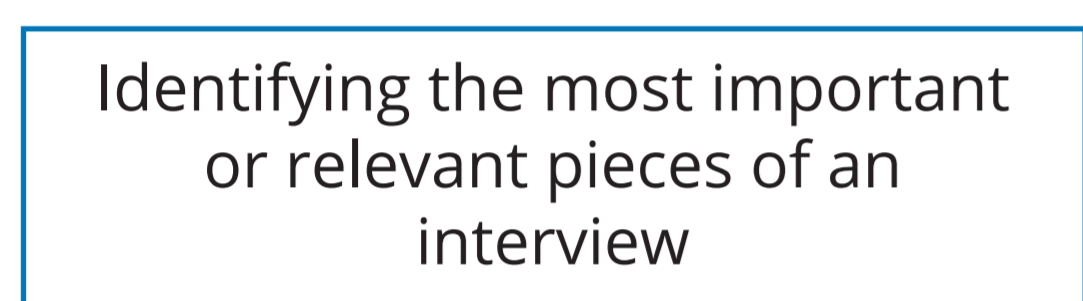 Identifying the most important
or relevant pieces of an
interview